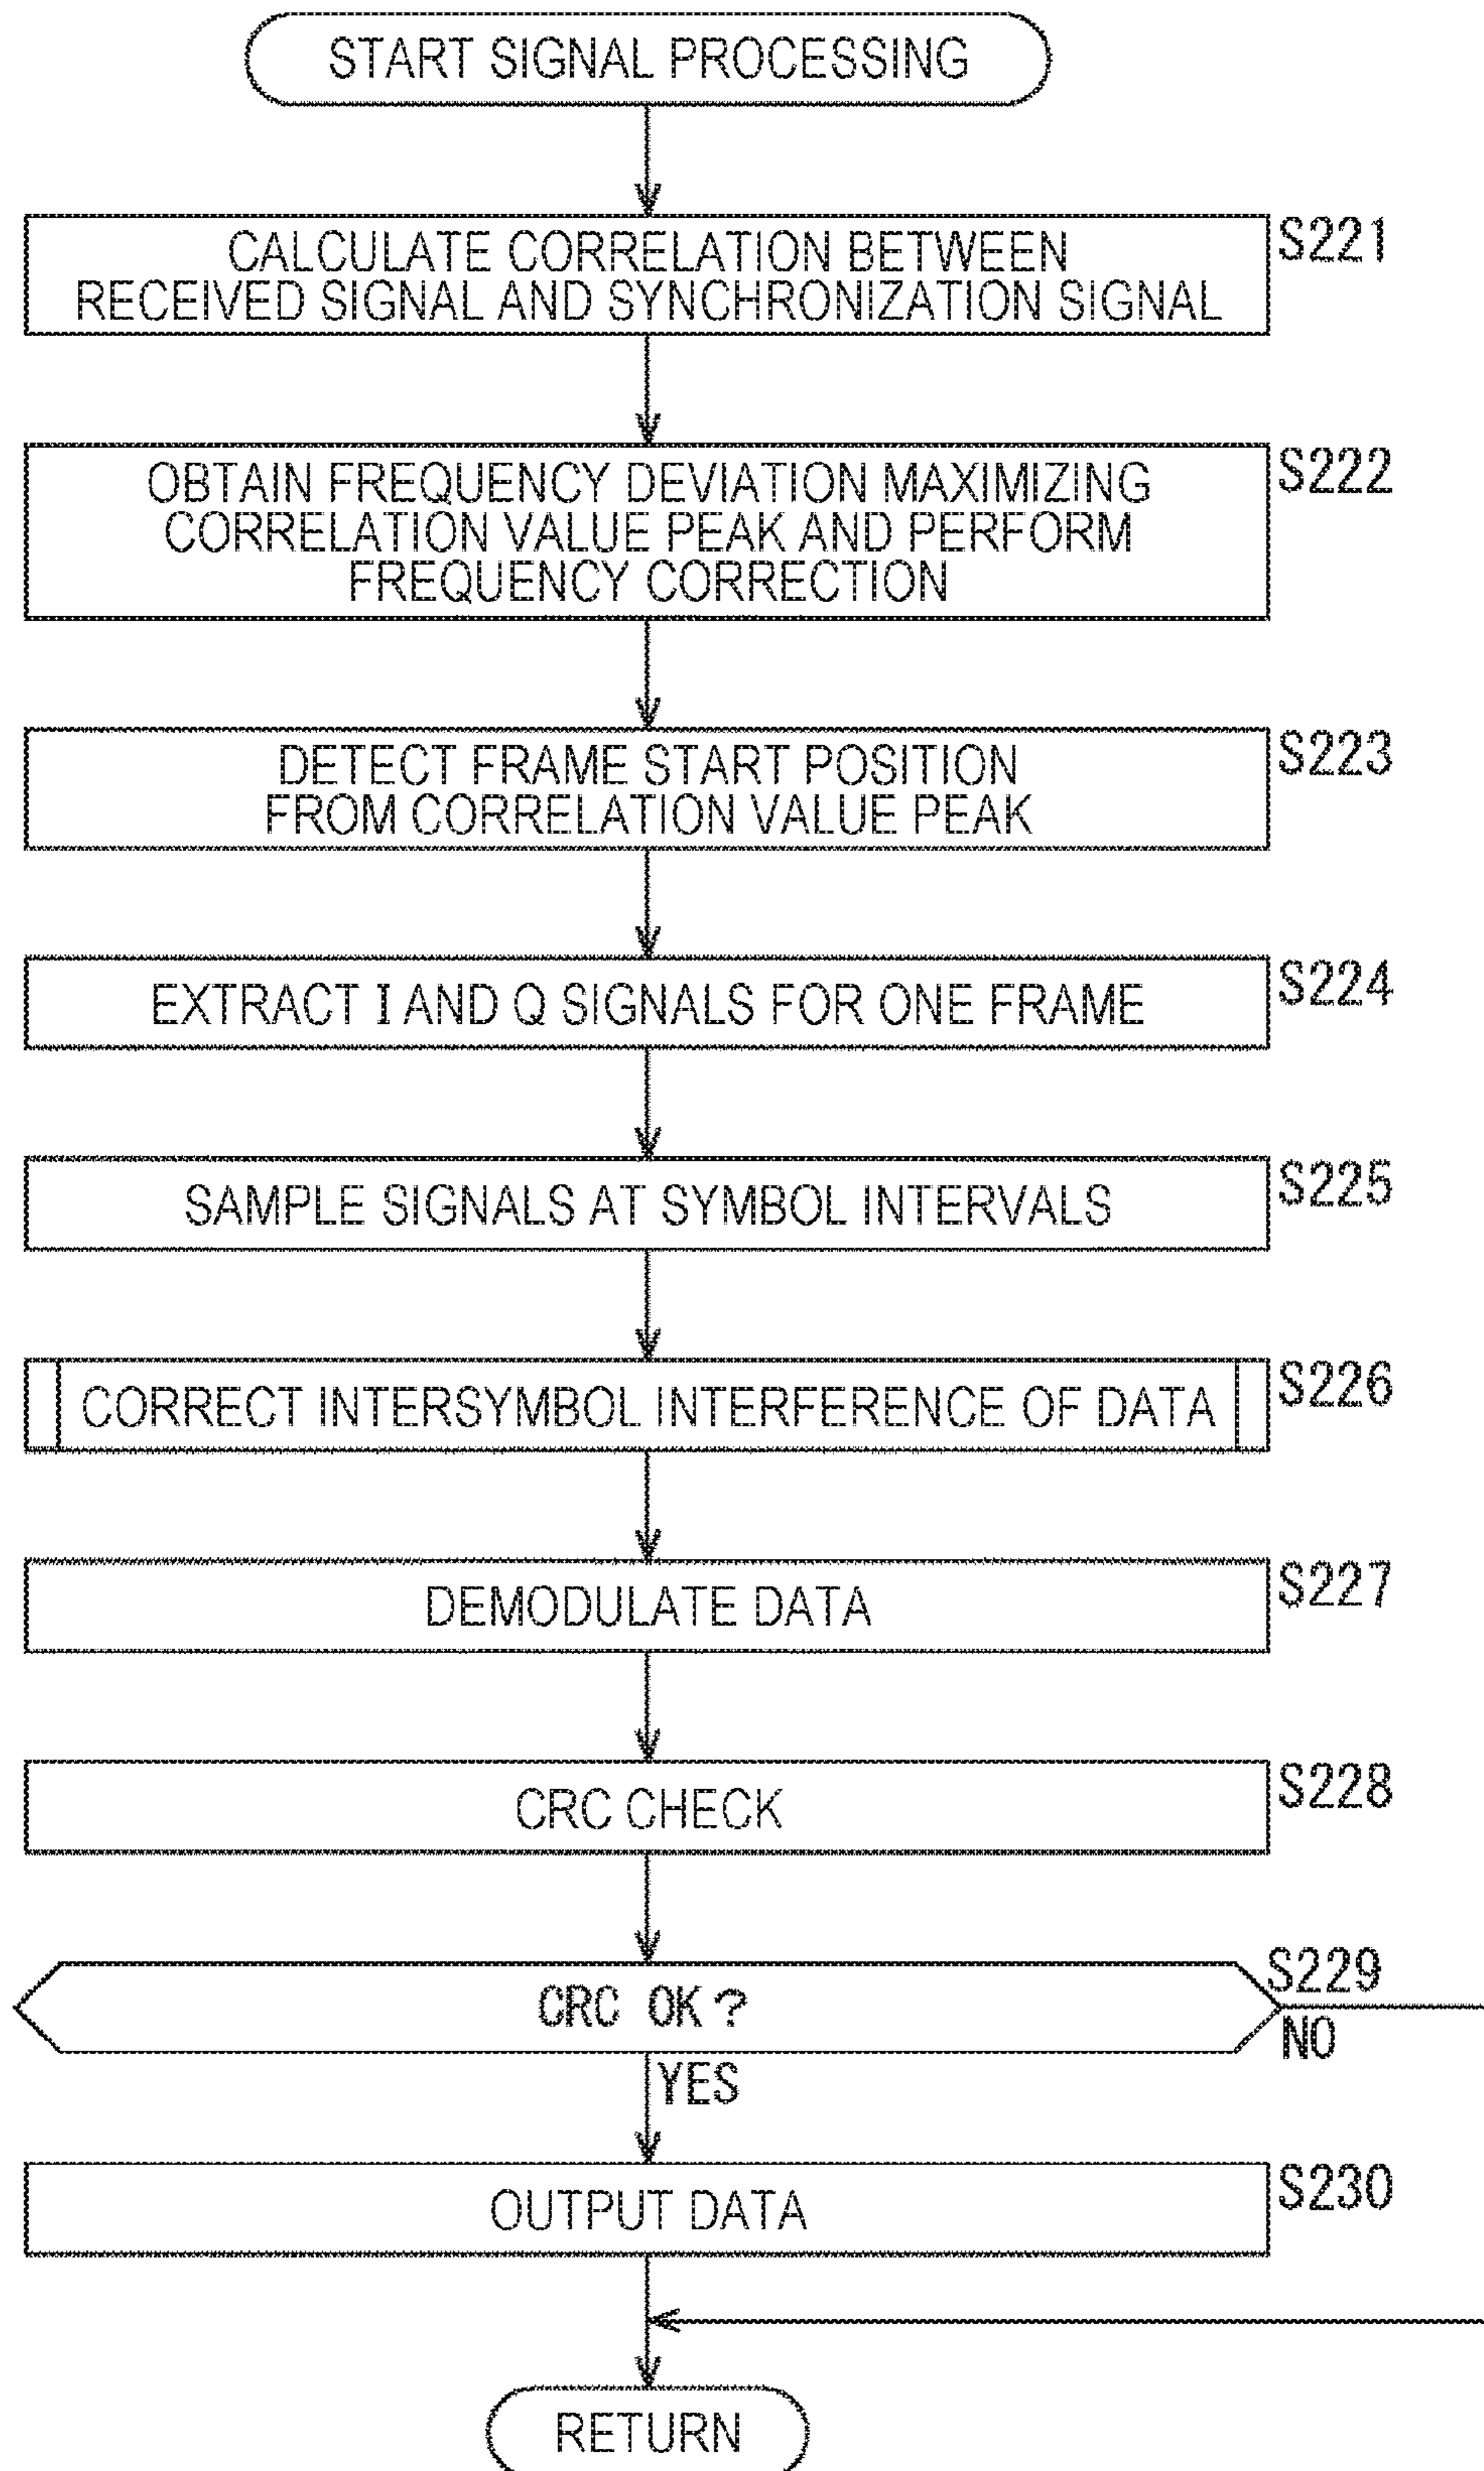 START SIGNAL PROCESSING
CALCULATE CORRELATION BETWEEN
RECEIVED SIGNAL AND SYNCHRONIZATION SIGNAL
S221
OBTAIN FREQUENCY DEVIATION MAXIMIZING
CORRELATION VALUE PEAK AND PERFORM
FREQUENCY CORRECTION
S222
DETECT FRAME START POSITION
FROM CORRELATION VALUE PEAK
S223
EXTRACT I AND Q SIGNALS FOR ONE FRAME
S224
SAMPLE SIGNALS AT SYMBOL INTERVALS
S225
CORRECT INTERSYMBOL INTERFERENCE OF DATA
S226
DEMODULATE DATA
S227
CRC CHECK
S228
CRC OK?
S229
NO
YES
OUTPUT DATA
S230
RETURN